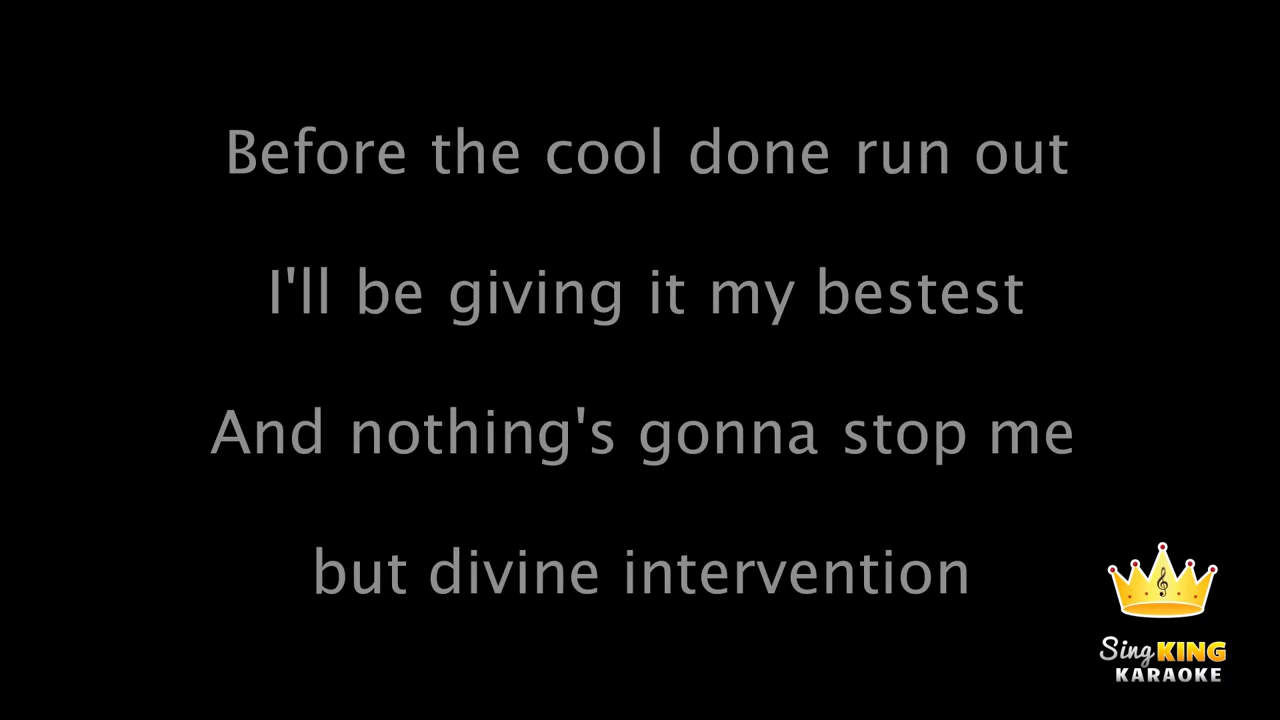 Before the cool done run out
I'll be giving it my bestest
And nothing's gonna stop me
but divine intervention
Sing KING
KARAOKE